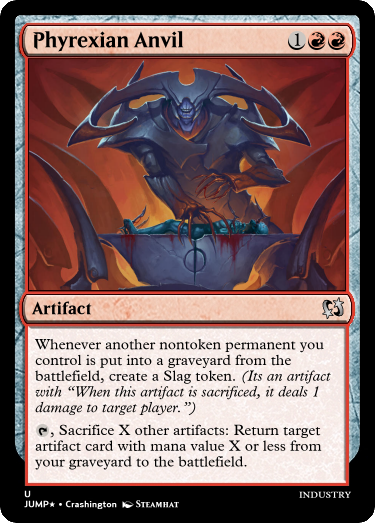 Phyrexian Anvil 1
Artifact
Whenever another nontoken permanent you
control is put into a graveyard from the
battlefield, create a Slag token. (Its an artifact
with “When this artifact is sacrificed, it deals 1
damage to target player.”)
, Sacrifice X other artifacts: Return target
artifact card with mana value X or less from
your graveyard to the battlefield.
U INDUSTRY
JUMP★ • Crashington STEAMHAT